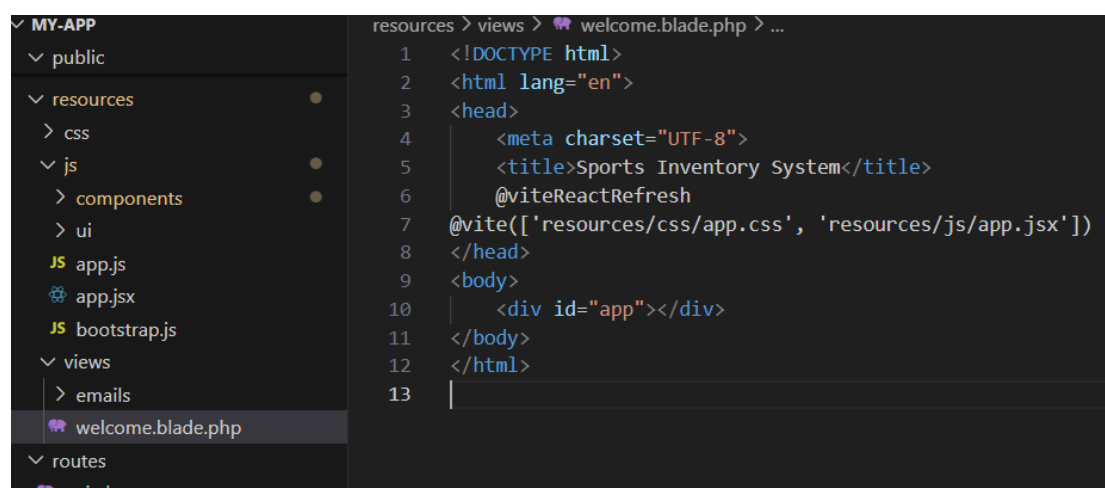 MY-APP
public
resources
css
js
components
ui
JS app.js
app.jsx
JS bootstrap.js
views
emails
welcome.blade.php
routes
resources > views > welcome.blade.php > ...
1 <!DOCTYPE html>
2 <html lang="en">
3 <head>
4 <meta charset="UTF-8">
5 <title>Sports Inventory System</title>
6 @viteReactRefresh
7 @vite(['resources/css/app.css', 'resources/js/app.jsx'])
8 </head>
9 <body>
10 <div id="app"></div>
11 </body>
12 </html>
13